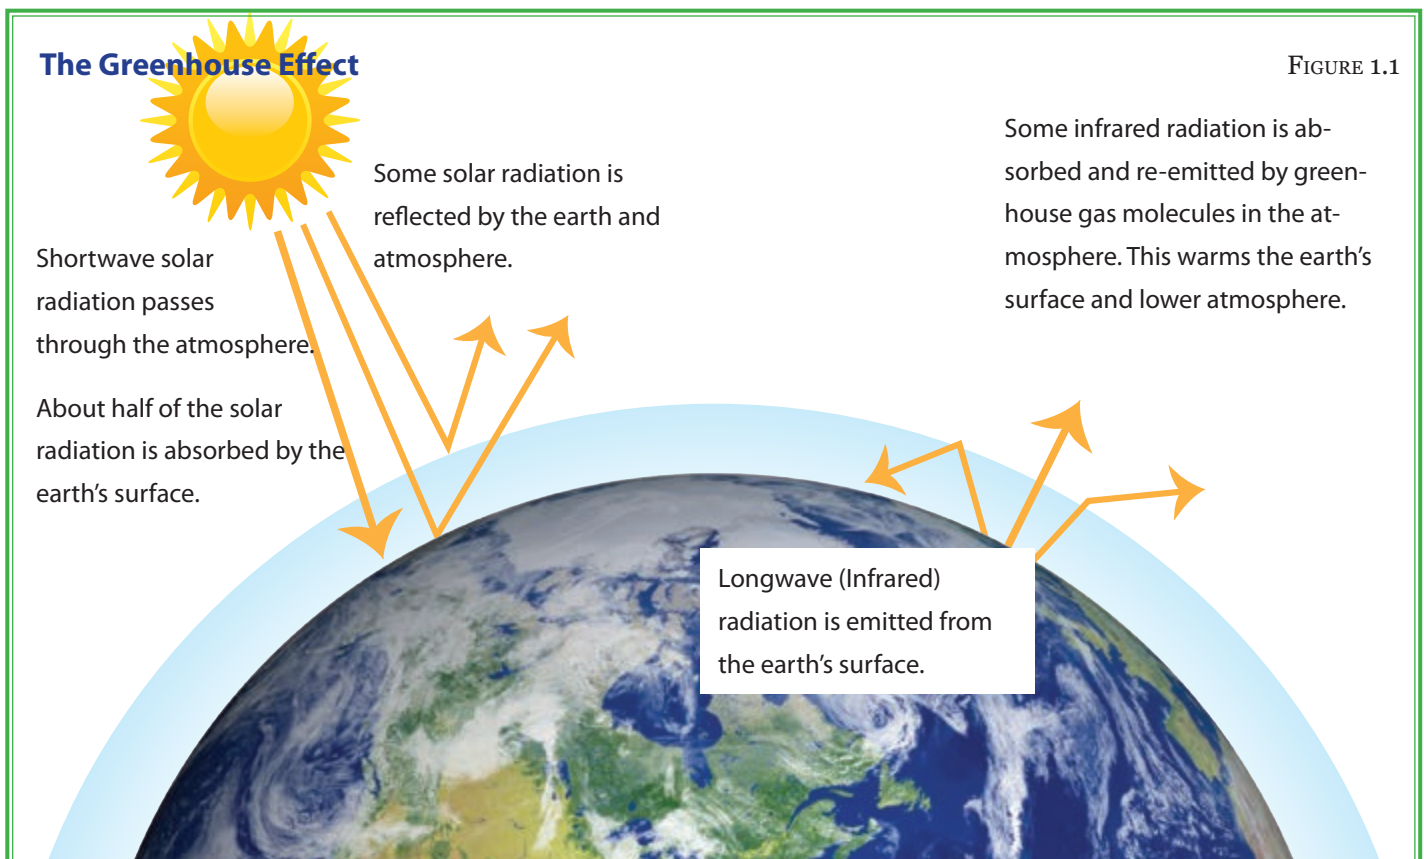 The Greenhouse Effect
FIGURE 1.1
Some infrared radiation is ab-
sorbed and re-emitted by green-
house gas molecules in the at-
mosphere. This warms the earth's
surface and lower atmosphere.
Some solar radiation is
reflected by the earth and
atmosphere.
Shortwave solar
radiation passes
through the atmosphere.
About half of the solar
radiation is absorbed by the
earth's surface.
Longwave (Infrared)
radiation is emitted from
the earth's surface.